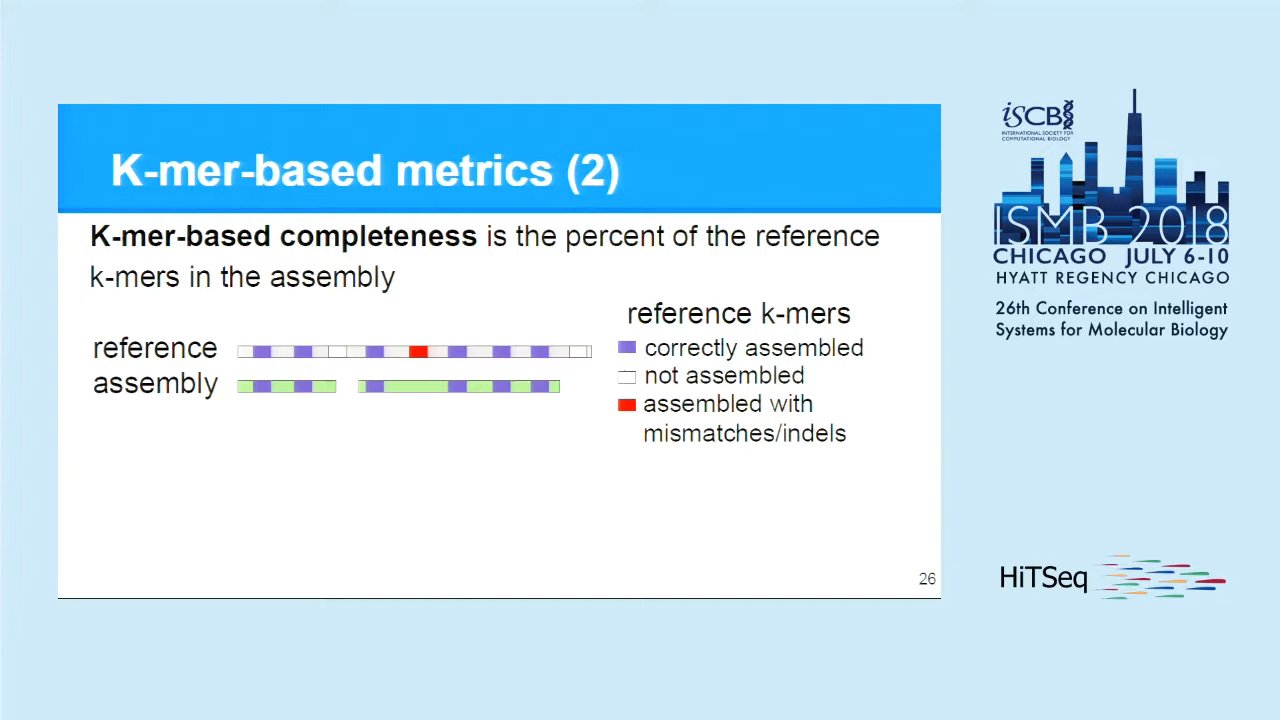 K-mer-based metrics (2)
K-mer-based completeness is the percent of the reference
k-mers in the assembly
reference k-mers
reference
assembly
correctly assembled
not assembled
assembled with
mismatches/indels
26
ISCB
INTERNATIONAL SOCIETY FOR
COMPUTATIONAL BIOLOGY
ISMB 2018
CHICAGO JULY 6-10
HYATT REGENCY CHICAGO
26th Conference on Intelligent
Systems for Molecular Biology
HiTSeq